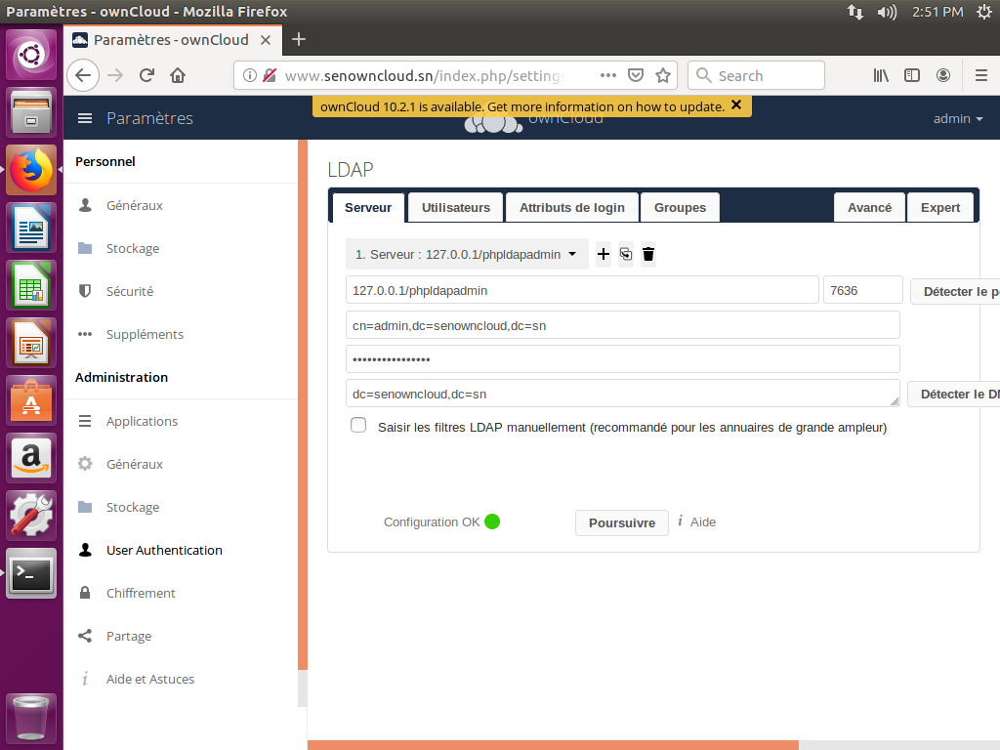 Paramètres - ownCloud - Mozilla Firefox
2:51 PM
Paramètres - ownCloud
www.senowncloud.sn/index.php/settings
Search
ownCloud 10.2.1 is available. Get more information on how to update.
Paramètres
ownCloud
admin
Personnel
Généraux
Stockage
Sécurité
Suppléments
Administration
Applications
Généraux
Stockage
User Authentication
Chiffrement
Partage
Aide et Astuces
LDAP
Serveur
Utilisateurs
Attributs de login
Groupes
Avancé
Expert
1. Serveur : 127.0.0.1/phpldapadmin
127.0.0.1/phpldapadmin
7636
Détecter le p
cn=admin,dc=senowncloud,dc=sn
••••••••••••••••
dc=senowncloud,dc=sn
Détecter le D
Saisir les filtres LDAP manuellement (recommandé pour les annuaires de grande ampleur)
Configuration OK
Poursuivre
i Aide